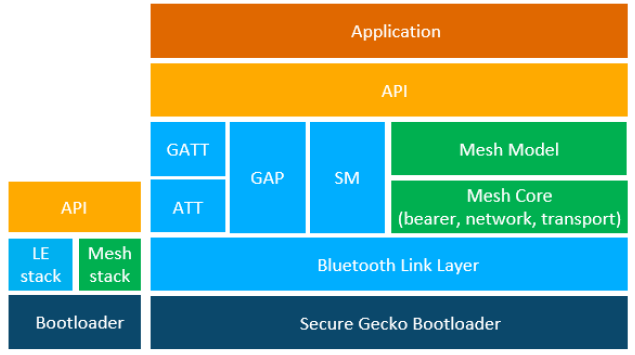 Application
API
GATT
GAP
SM
Mesh Model
ATT
Mesh Core
(bearer, network, transport)
API
LE
stack
Mesh
stack
Bluetooth Link Layer
Bootloader
Secure Gecko Bootloader